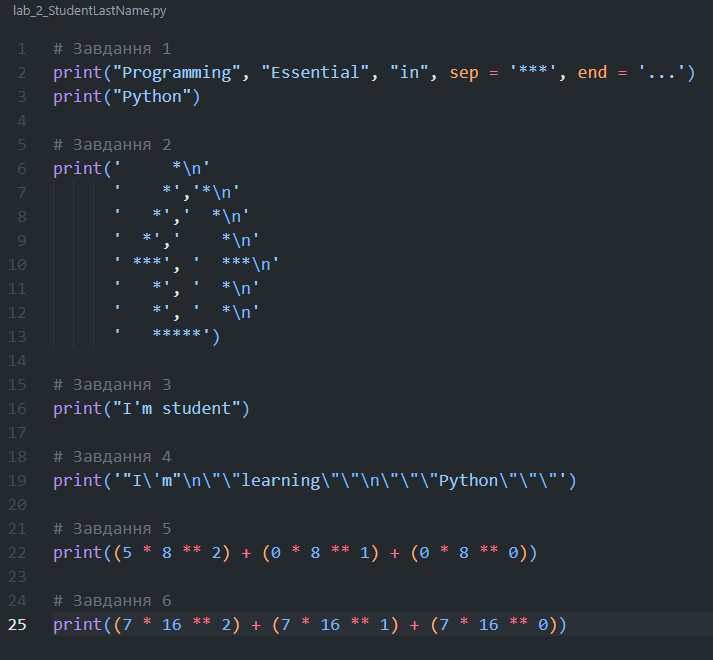 lab_2_StudentLastName.py
1 # Завдання 1
2 print("Programming", "Essential", "in", sep = '***', end = '...')
3 print("Python")
4
5 # Завдання 2
6 print('     *\n'
7       '    *','*\n'
8       '   *','  *\n'
9       '  *','    *\n'
10       ' ***', '  ***\n'
11       '   *', '  *\n'
12       '   *', '  *\n'
13       '   *****')
14
15 # Завдання 3
16 print("I'm student")
17
18 # Завдання 4
19 print('"I\'m"\n\"\"learning\"\"\n\"\"\"Python\"\"\"')
20
21 # Завдання 5
22 print((5 * 8 ** 2) + (0 * 8 ** 1) + (0 * 8 ** 0))
23
24 # Завдання 6
25 print((7 * 16 ** 2) + (7 * 16 ** 1) + (7 * 16 ** 0))